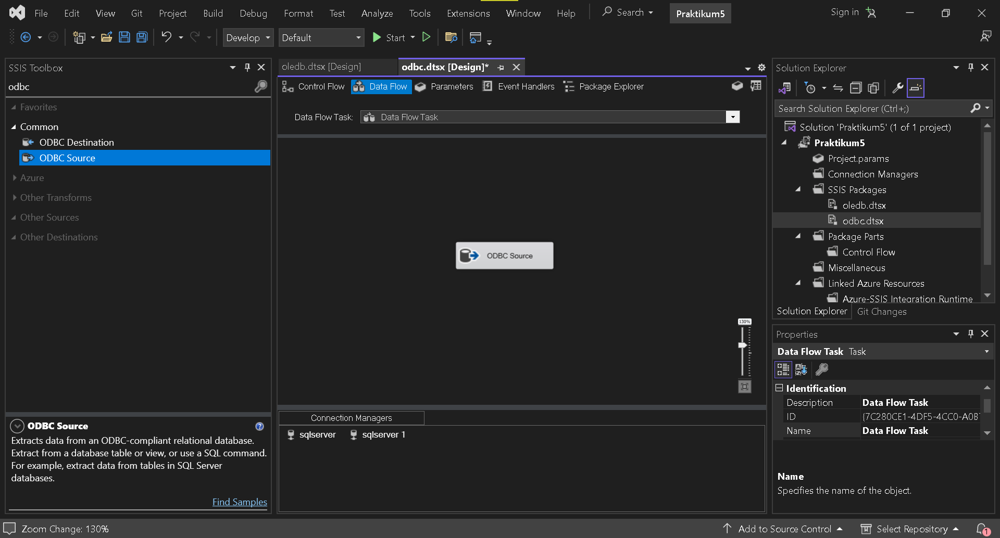 File Edit View Git Project Build Debug Format Test Analyze Tools Extensions Window Help Search Praktikum5 Sign in
Develop Default Start
SSIS Toolbox
odbc
Favorites
Common
ODBC Destination
ODBC Source
Azure
Other Transforms
Other Sources
Other Destinations
ODBC Source
Extracts data from an ODBC-compliant relational database.
Extract from a database table or view, or use a SQL command.
For example, extract data from tables in SQL Server
databases.
Find Samples
oledb.dtsx [Design] odbc.dtsx [Design]*
Control Flow Data Flow Parameters Event Handlers Package Explorer
Data Flow Task: Data Flow Task
ODBC Source
130%
Connection Managers
sqlserver sqlserver 1
Solution Explorer
Search Solution Explorer (Ctrl+;)
Solution 'Praktikum5' (1 of 1 project)
Praktikum5
Project.params
Connection Managers
SSIS Packages
oledb.dtsx
odbc.dtsx
Package Parts
Control Flow
Miscellaneous
Linked Azure Resources
Azure-SSIS Integration Runtime
Solution Explorer Git Changes
Properties
Data Flow Task Task
Identification
Description Data Flow Task
ID {7C280CE1-4DF5-4CC0-A0B
Name Data Flow Task
Name
Specifies the name of the object.
Zoom Change: 130% Add to Source Control Select Repository 1